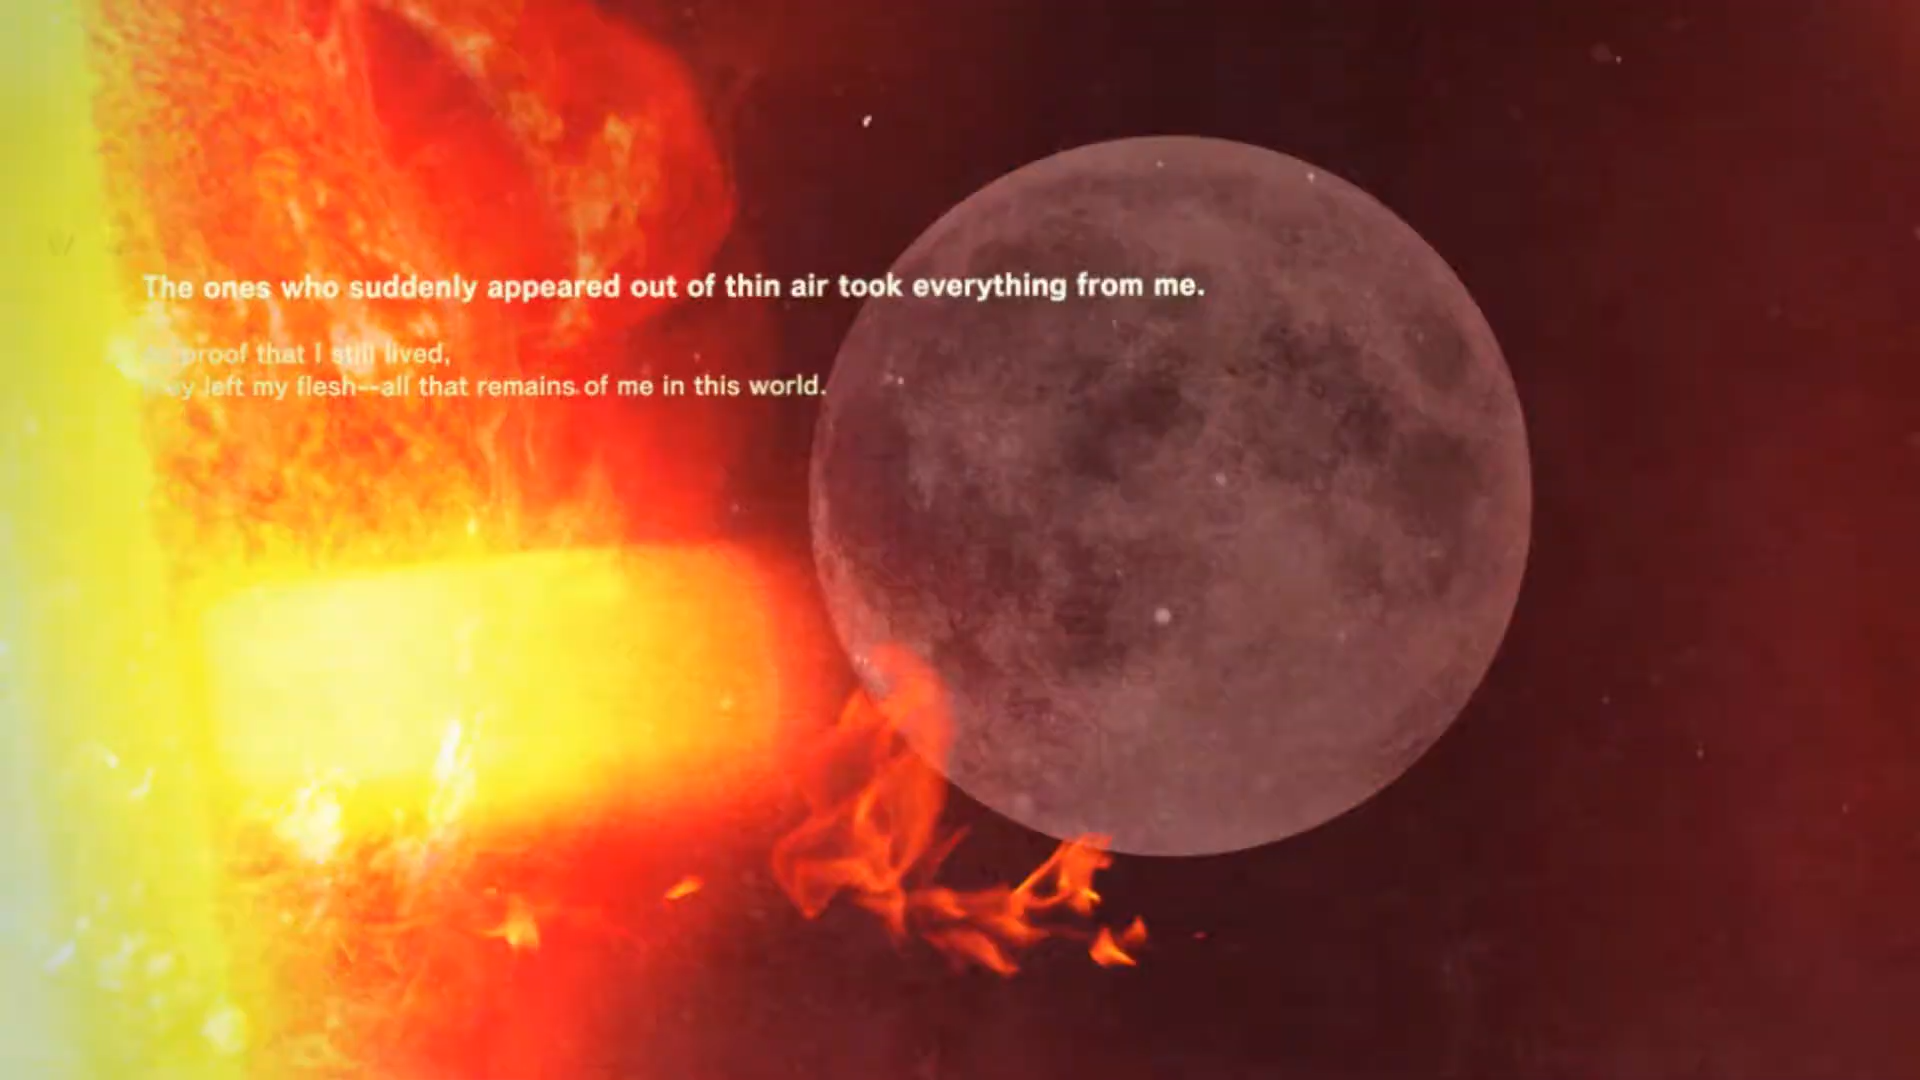 The ones who suddenly appeared out of thin air took everything from me.
proof that I still lived,
left my flesh--all that remains of me in this world.